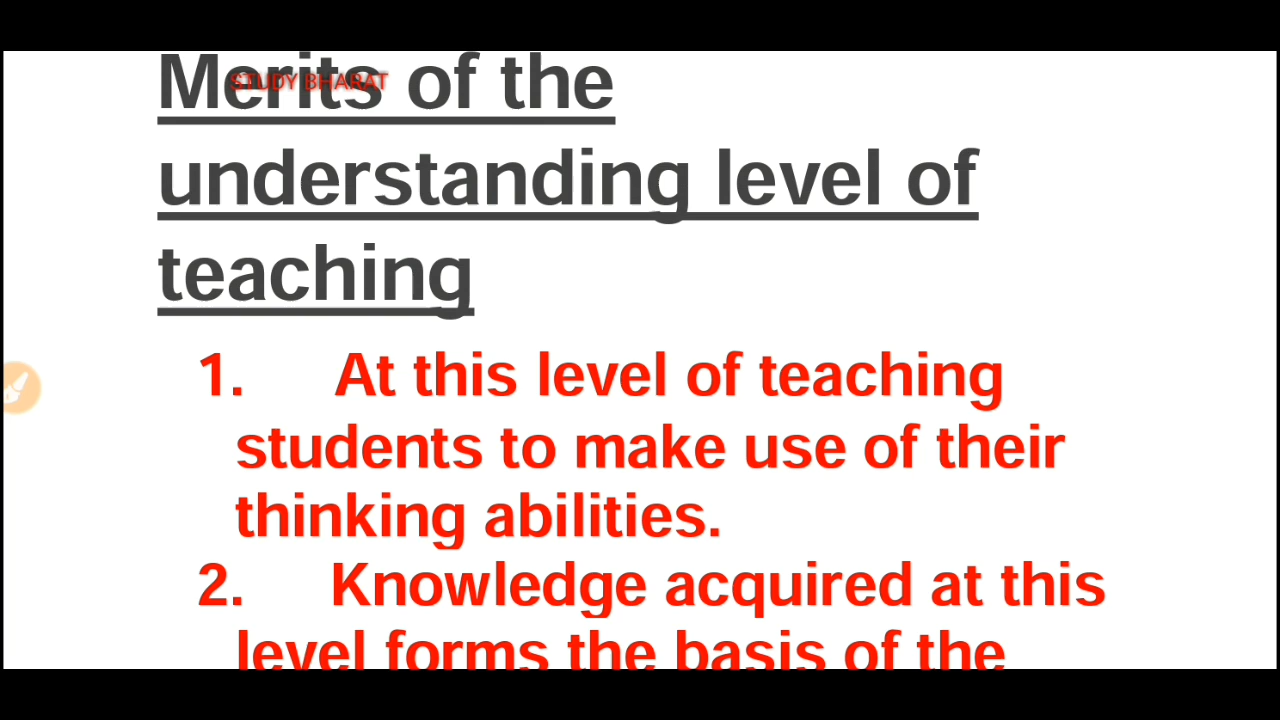 Merits of the
STUDY BHARAT
understanding level of
teaching
1. At this level of teaching
students to make use of their
thinking abilities.
2. Knowledge acquired at this
level forms the basis of the